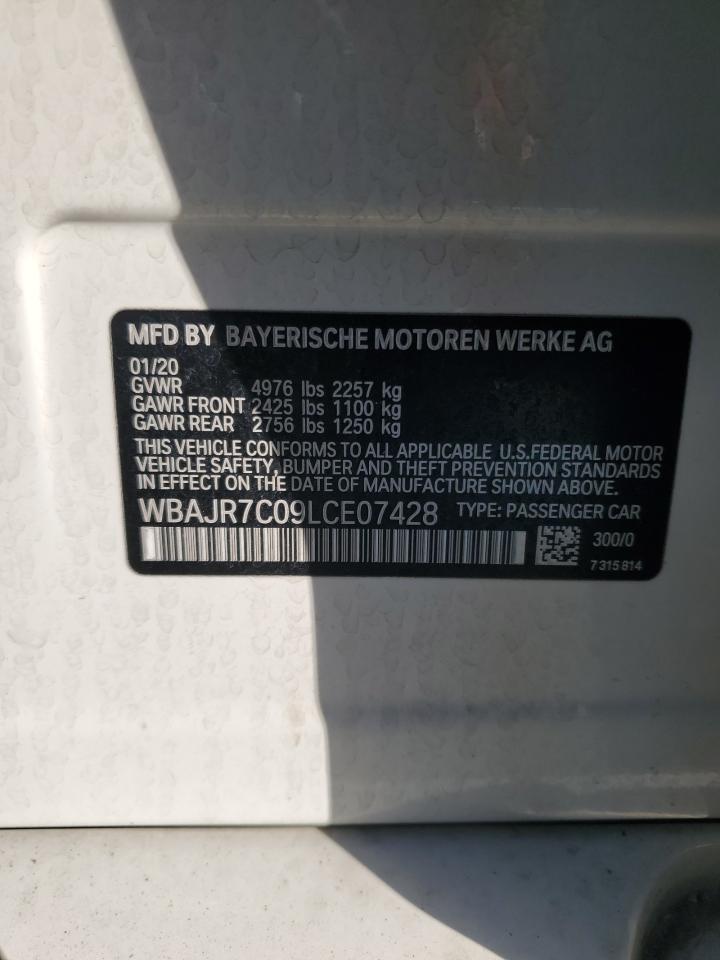 MFD BY BAYERISCHE MOTOREN WERKE AG
01/20
GVWR 4976 lbs 2257 kg
GAWR FRONT 2425 lbs 1100 kg
GAWR REAR 2756 lbs 1250 kg
THIS VEHICLE CONFORMS TO ALL APPLICABLE U.S.FEDERAL MOTOR
VEHICLE SAFETY, BUMPER AND THEFT PREVENTION STANDARDS
IN EFFECT ON THE DATE OF MANUFACTURE SHOWN ABOVE.
WBAJR7C09LCE07428 TYPE: PASSENGER CAR
300/0
7 315 814